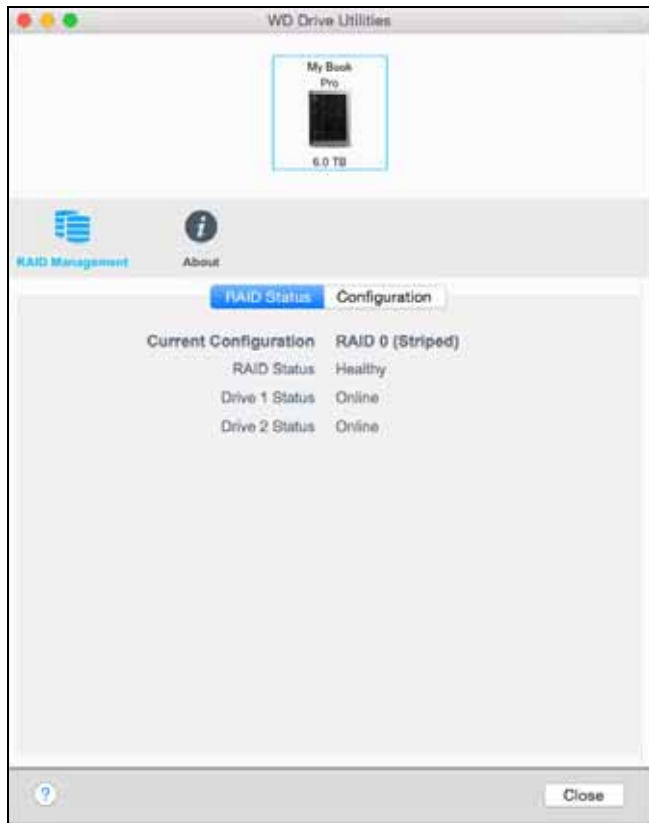 WD Drive Utilities
My Book
Pro
6.0 TB
RAID Management
About
RAID Status
Configuration
Current Configuration RAID 0 (Striped)
RAID Status Healthy
Drive 1 Status Online
Drive 2 Status Online
?
Close